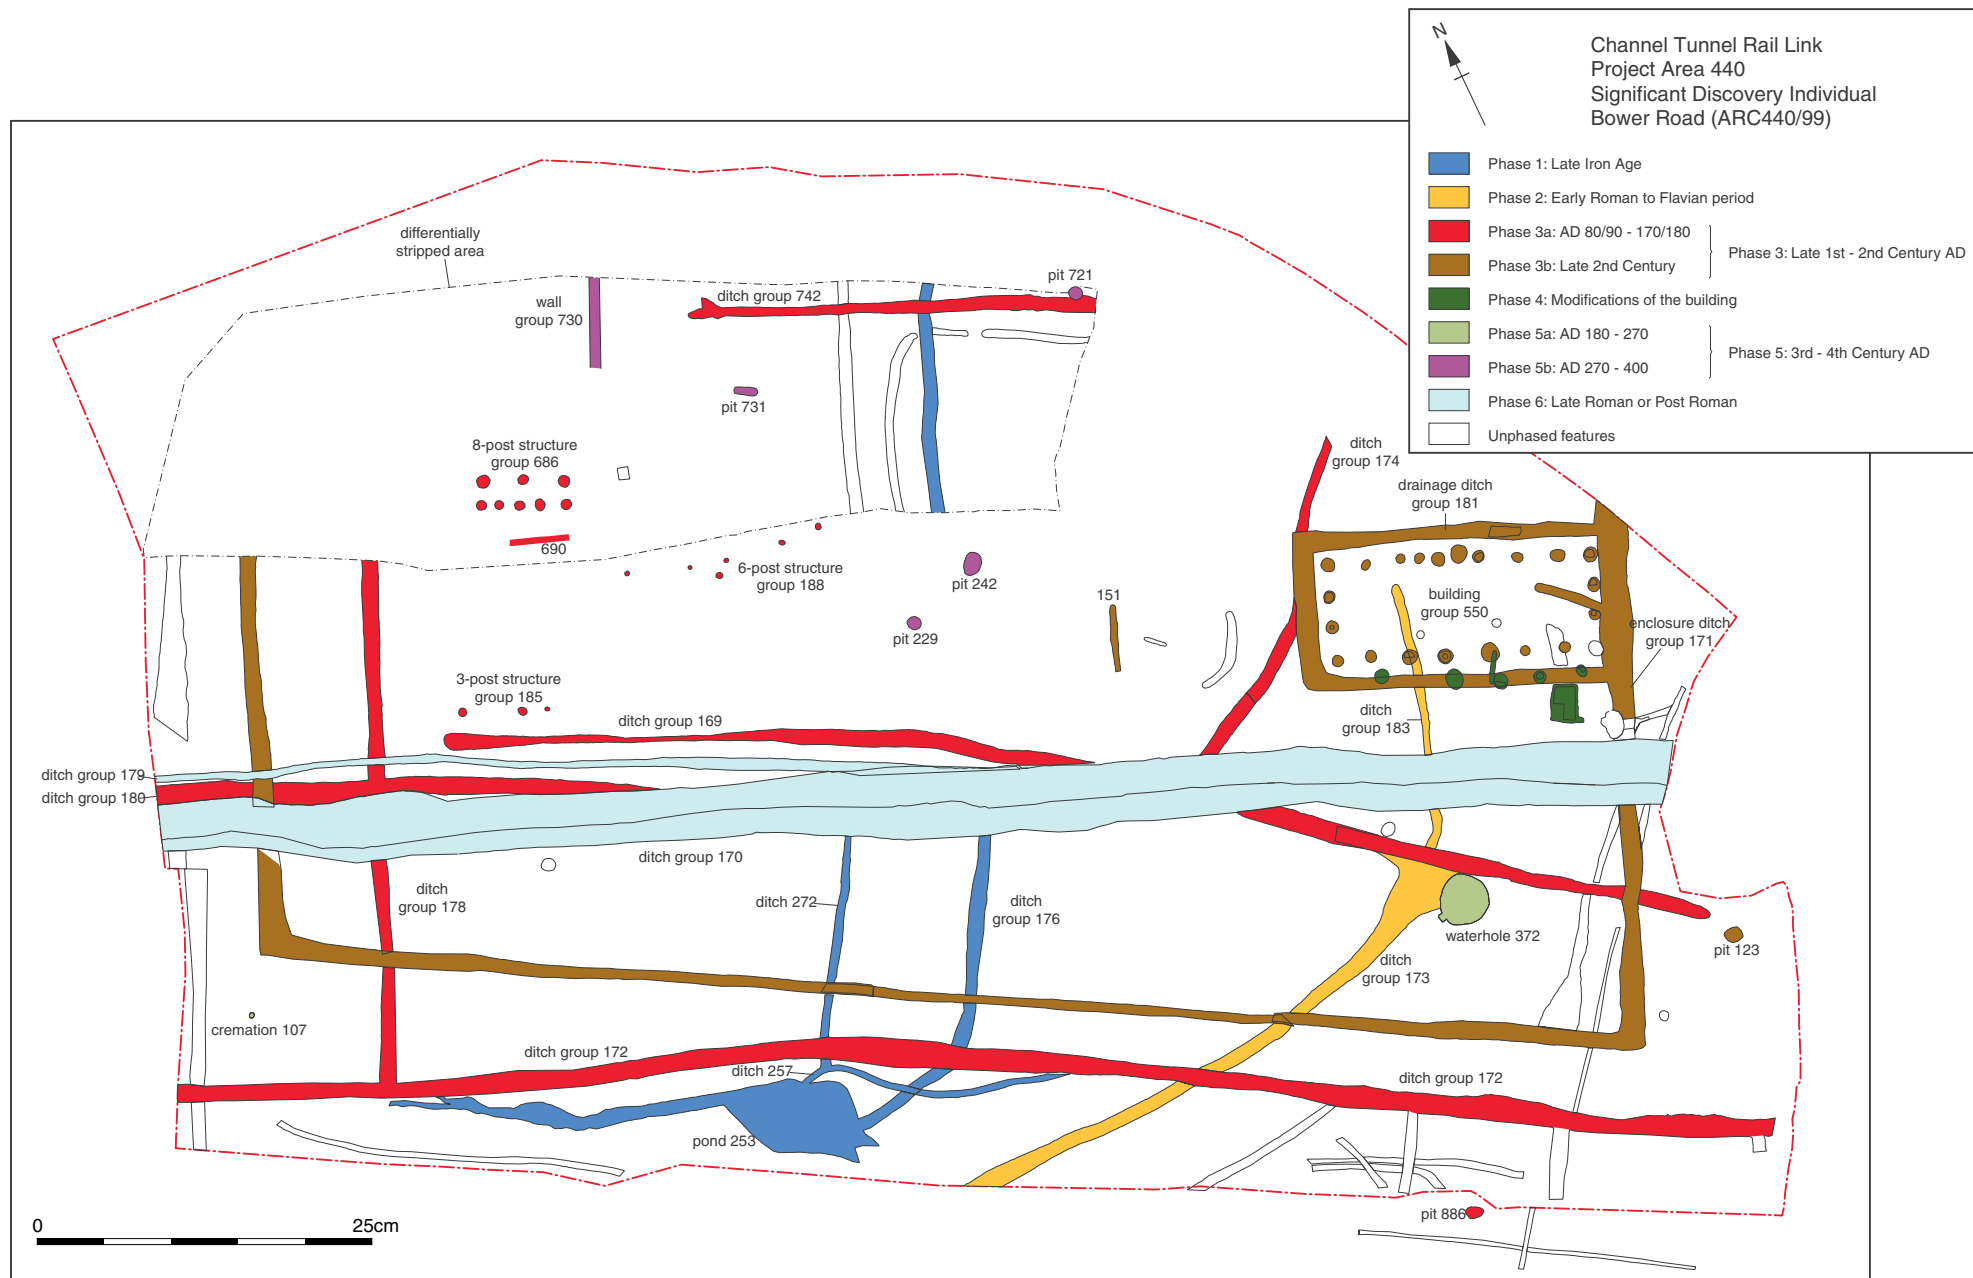 N
Channel Tunnel Rail Link
Project Area 440
Significant Discovery Individual
Bower Road (ARC440/99)
Phase 1: Late Iron Age
Phase 2: Early Roman to Flavian period
Phase 3a: AD 80/90 - 170/180
Phase 3b: Late 2nd Century
Phase 3: Late 1st - 2nd Century AD
Phase 4: Modifications of the building
Phase 5a: AD 180 - 270
Phase 5b: AD 270 - 400
Phase 5: 3rd - 4th Century AD
Phase 6: Late Roman or Post Roman
Unphased features
differentially
stripped area
wall
group 730
ditch group 742
pit 721
pit 731
8-post structure
group 686
690
6-post structure
group 188
pit 242
pit 229
151
ditch
group 174
drainage ditch
group 181
building
group 550
enclosure ditch
group 171
3-post structure
group 185
ditch group 169
ditch
group 183
ditch group 179
ditch group 180
ditch group 170
ditch
group 178
ditch 272
ditch
group 176
waterhole 372
pit 123
ditch
group 173
cremation 107
ditch group 172
ditch 257
ditch group 172
pond 253
pit 886
0
25cm